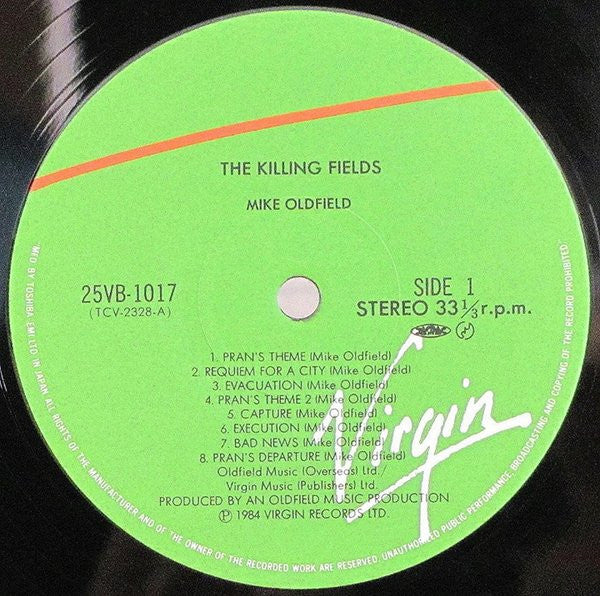 THE KILLING FIELDS
MIKE OLDFIELD
25VB-1017
(TCV-2328-A)
SIDE 1
STEREO 33 1/3 r.p.m.
1. PRAN'S THEME (Mike Oldfield)
2. REQUIEM FOR A CITY (Mike Oldfield)
3. EVACUATION (Mike Oldfield)
4. PRAN'S THEME 2 (Mike Oldfield)
5. CAPTURE (Mike Oldfield)
6. EXECUTION (Mike Oldfield)
7. BAD NEWS (Mike Oldfield)
8. PRAN'S DEPARTURE (Mike Oldfield)
Oldfield Music (Overseas) Ltd./
Virgin Music (Publishers) Ltd.
PRODUCED BY AN OLDFIELD MUSIC PRODUCTION
Ⓟ 1984 VIRGIN RECORDS LTD.
Virgin
MFD. BY TOSHIBA EMI LTD IN JAPAN ALL RIGHTS OF THE MANUFACTURER AND OF THE OWNER OF THE RECORDED WORK ARE RESERVED. UNAUTHORIZED PUBLIC PERFORMANCE, BROADCASTING AND COPYING OF THE RECORD PROHIBITED